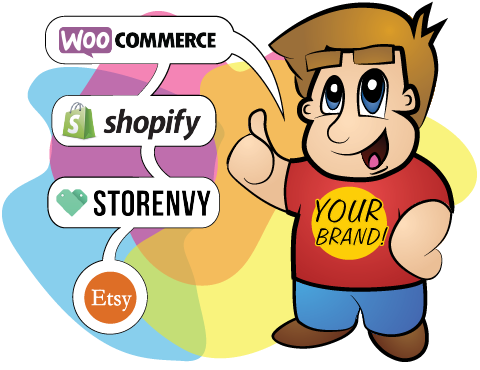 WOO COMMERCE
S shopify
STORENVY
Etsy
YOUR
BRAND!